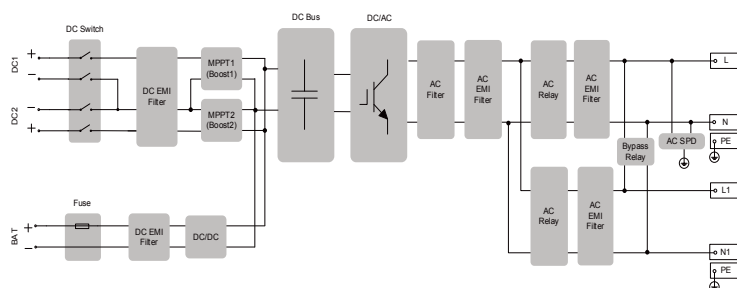 DC Switch
DC Bus
DC/AC
DC1
+
−
DC2
−
+
DC EMI
Filter
MPPT1
(Boost1)
MPPT2
(Boost2)
AC
Filter
AC
EMI
Filter
AC
Relay
AC
EMI
Filter
Bypass
Relay
AC SPD
L
N
PE
L1
N1
PE
AC
Relay
AC
EMI
Filter
Fuse
BAT
+
−
DC EMI
Filter
DC/DC